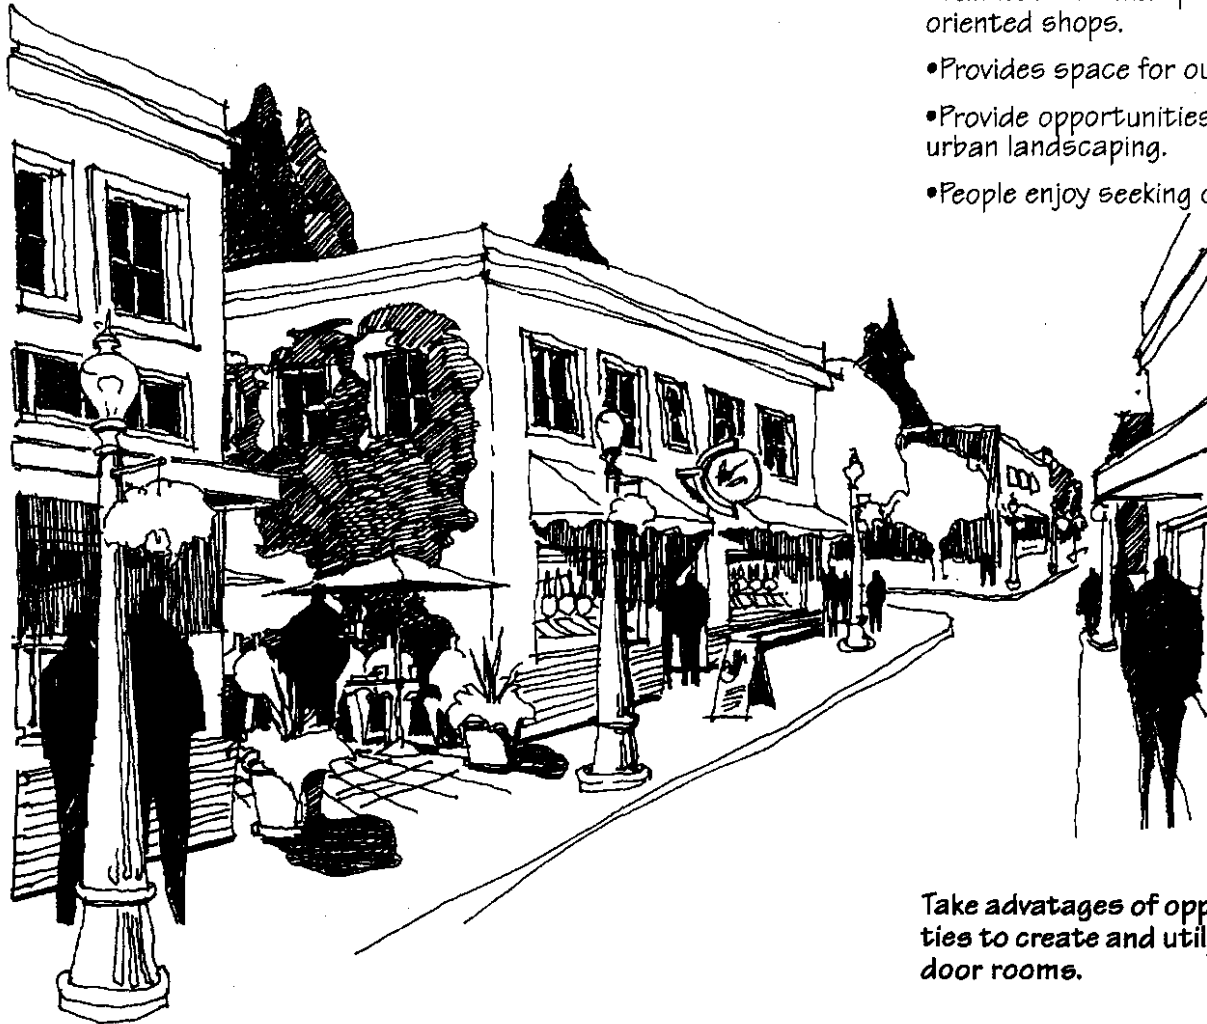 oriented shops.
•Provides space for ou
•Provide opportunities
urban landscaping.
•People enjoy seeking o
Take advatages of opp
ties to create and util
door rooms.